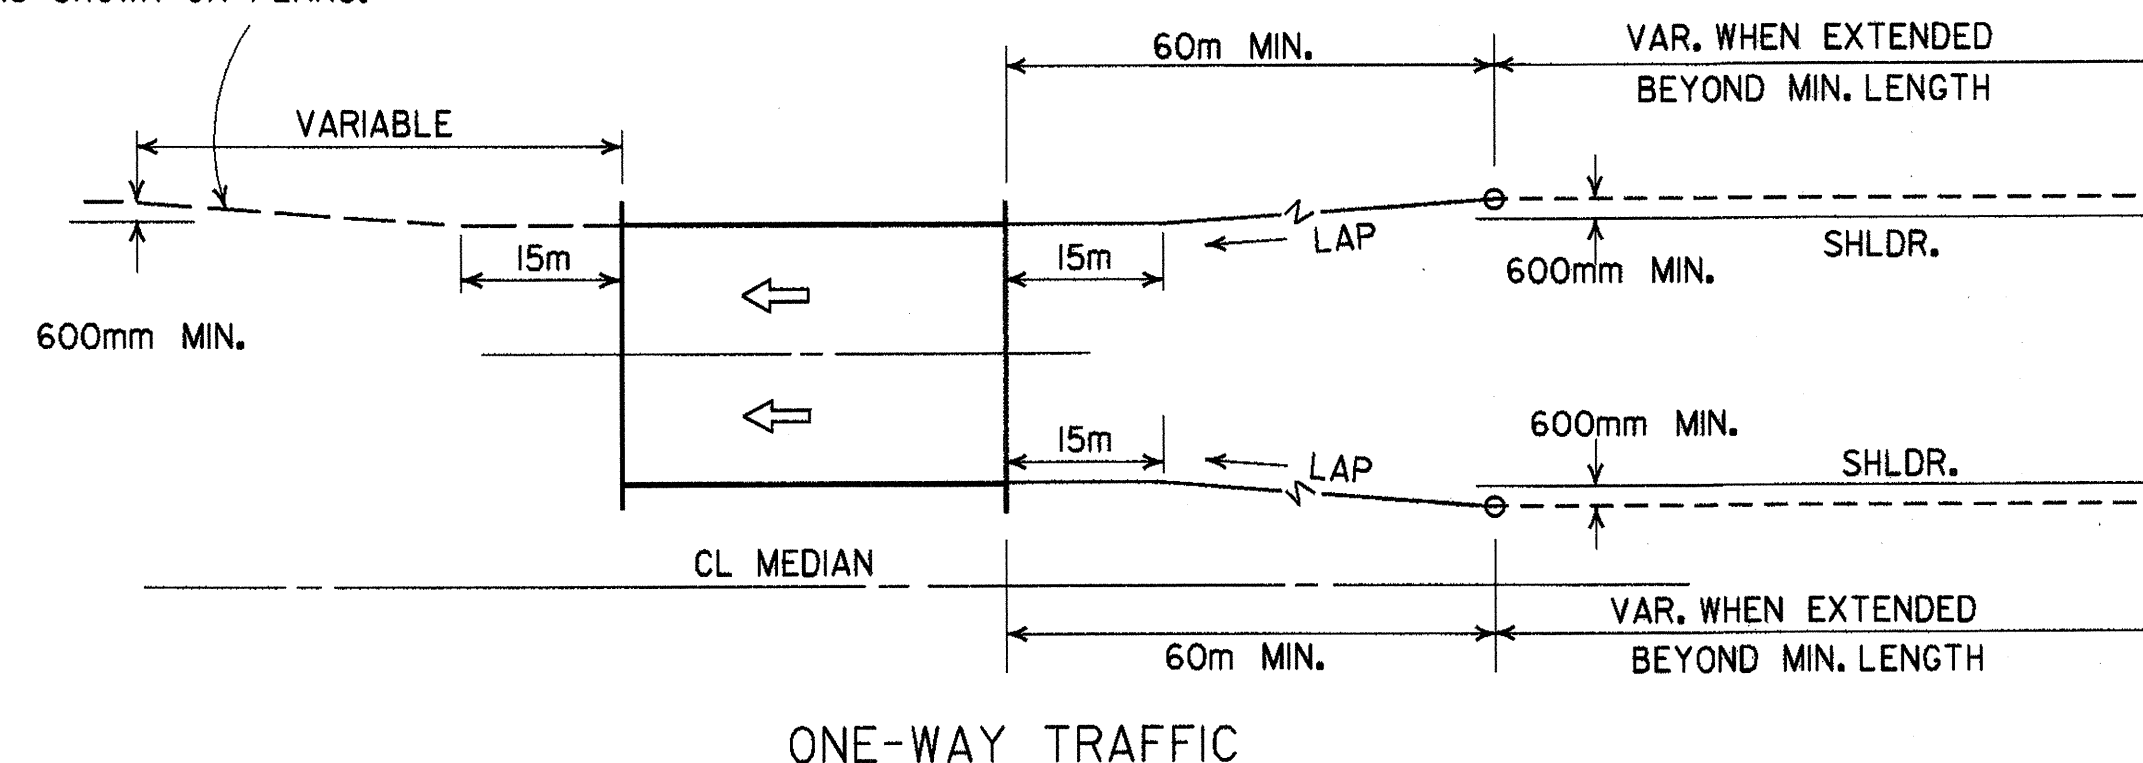 60m MIN.
VAR. WHEN EXTENDED
BEYOND MIN. LENGTH
VARIABLE
LAP
15m
15m
SHLDR.
600mm MIN.
600mm MIN.
600mm MIN.
15m
LAP
SHLDR.
CL MEDIAN
VAR. WHEN EXTENDED
60m MIN.
BEYOND MIN. LENGTH
ONE-WAY TRAFFIC